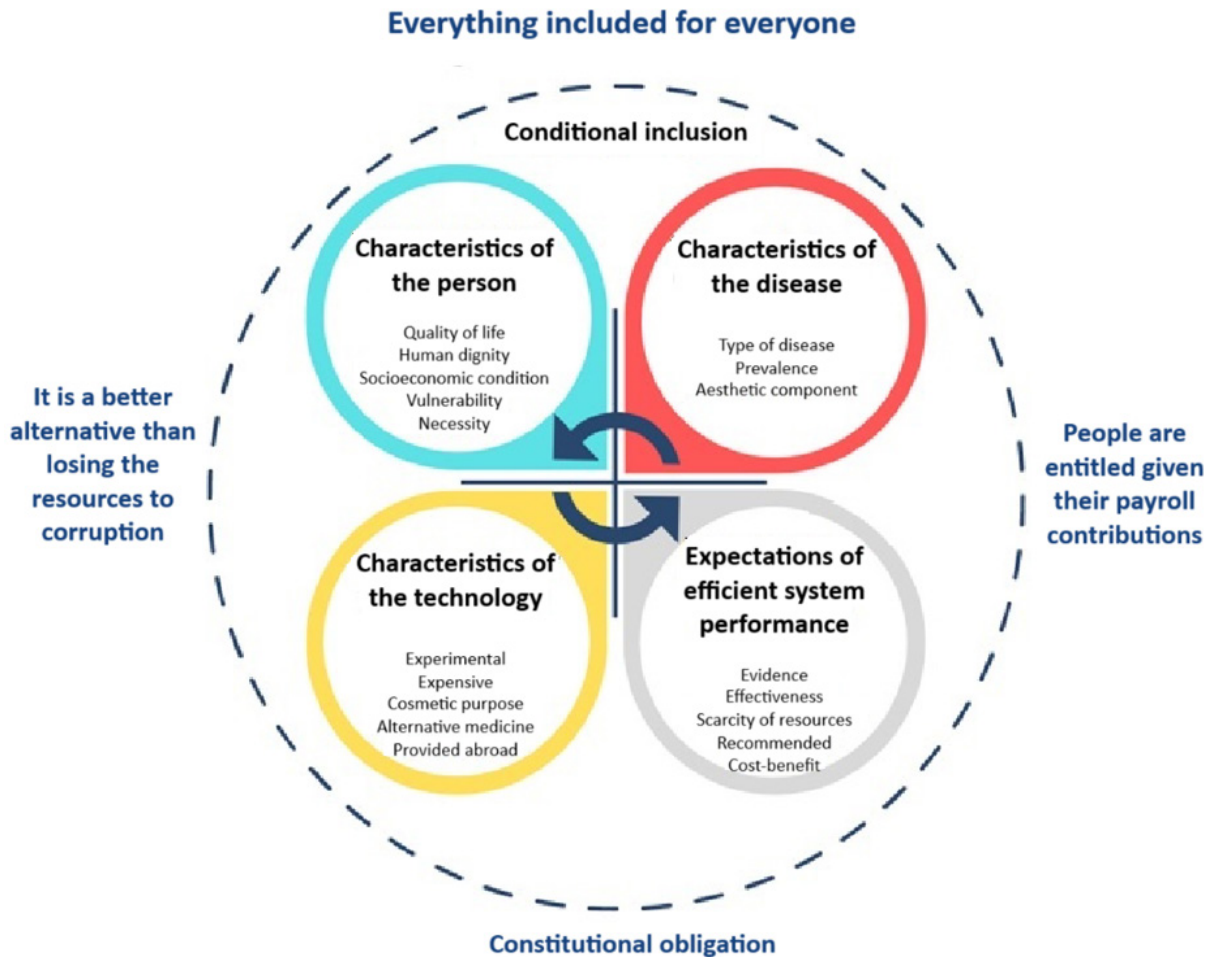 Everything included for everyone
Conditional inclusion
Characteristics of
the person
Quality of life
Human dignity
Socioeconomic condition
Vulnerability
Necessity
Characteristics of
the disease
Type of disease
Prevalence
Aesthetic component
It is a better
alternative than
losing the
resources to
corruption
People are
entitled given
their payroll
contributions
Characteristics of
the technology
Experimental
Expensive
Cosmetic purpose
Alternative medicine
Provided abroad
Expectations of
efficient system
performance
Evidence
Effectiveness
Scarcity of resources
Recommended
Cost-benefit
Constitutional obligation